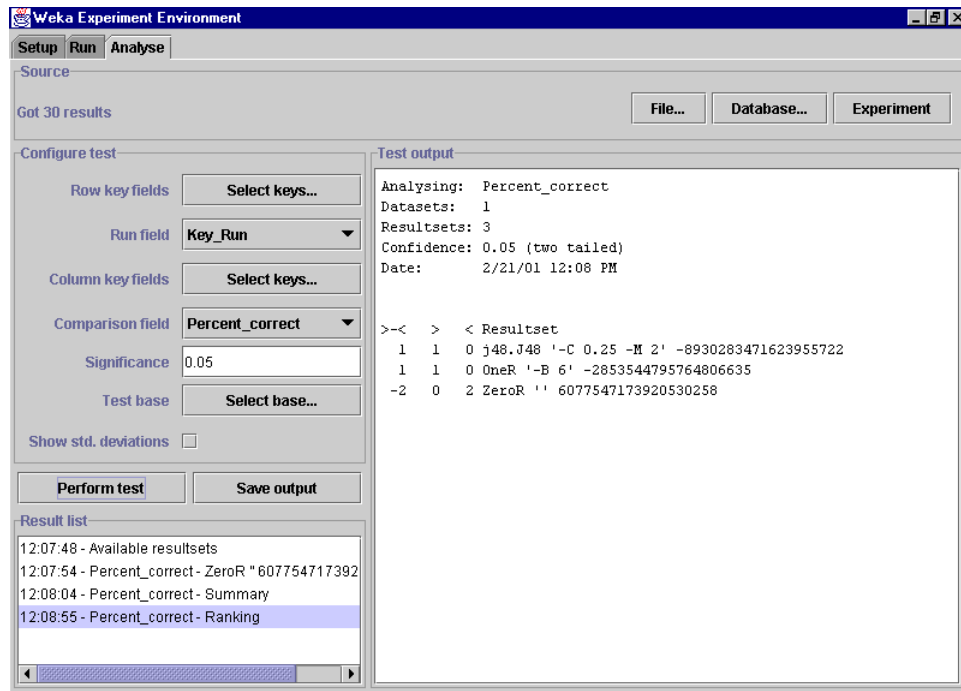 Weka Experiment Environment
Setup Run Analyse
Source
Got 30 results
File... Database... Experiment
Configure test
Row key fields Select keys...
Run field Key_Run
Column key fields Select keys...
Comparison field Percent_correct
Significance 0.05
Test base Select base...
Show std. deviations
Perform test Save output
Result list
12:07:48 - Available resultsets
12:07:54 - Percent_correct - ZeroR '' 607754717392
12:08:04 - Percent_correct - Summary
12:08:55 - Percent_correct - Ranking
Test output
Analysing: Percent_correct
Datasets: 1
Resultsets: 3
Confidence: 0.05 (two tailed)
Date: 2/21/01 12:08 PM
>-< > < Resultset
1 1 0 j48.J48 '-C 0.25 -M 2' -8930283471623955722
1 1 0 OneR '-B 6' -2853544795764806635
-2 0 2 ZeroR '' 6077547173920530258